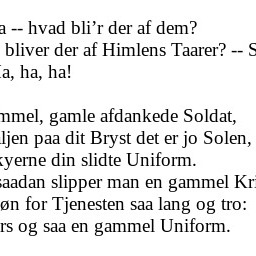 a -- hvad bli’r der af dem?
bliver der af Himlens Taarer? -- S
Ha, ha, ha!
mmel, gamle afdankede Soldat,
ljen paa dit Bryst det er jo Solen,
kyerne din slidte Uniform.
saadan slipper man en gammel Kri
øn for Tjenesten saa lang og tro:
rs og saa en gammel Uniform.